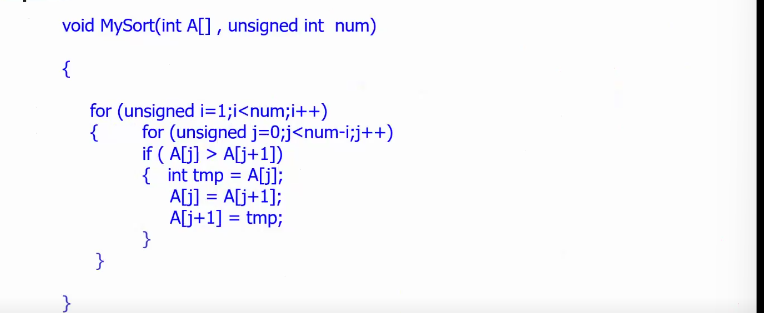 void MySort(int A[] , unsigned int num)
{
for (unsigned i=1;i<num;i++)
{ for (unsigned j=0;j<num-i;j++)
if ( A[j] > A[j+1])
{ int tmp = A[j];
A[j] = A[j+1];
A[j+1] = tmp;
}
}
}